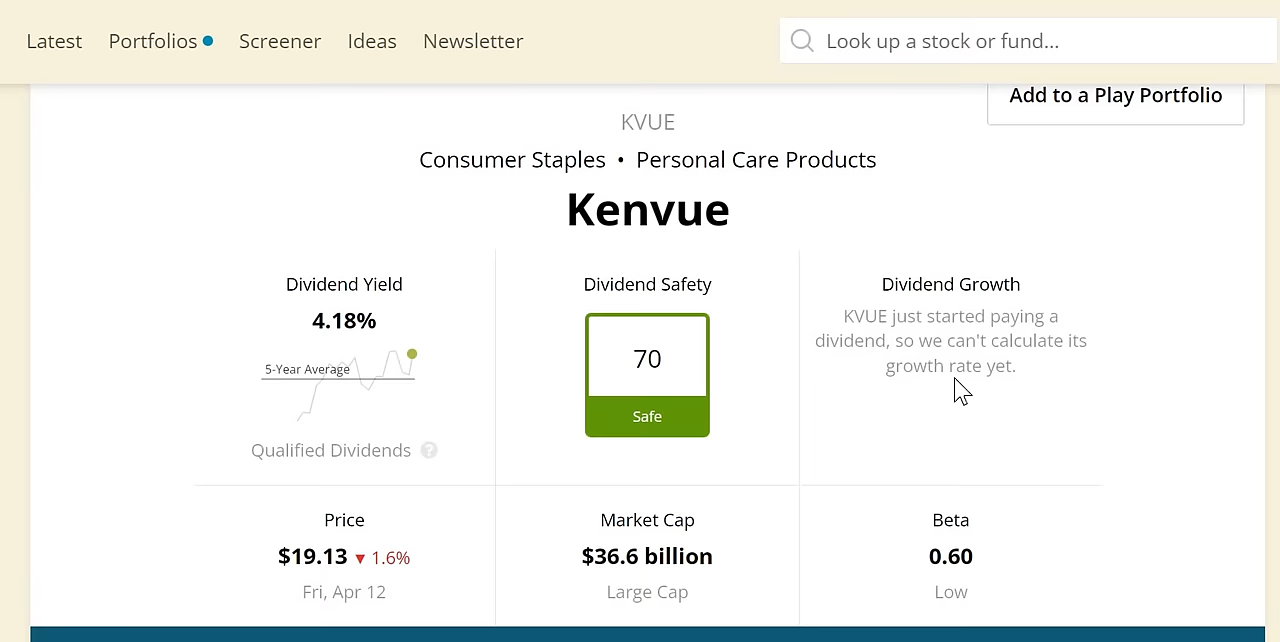 Latest Portfolios Screener Ideas Newsletter Look up a stock or fund...
Add to a Play Portfolio
KVUE
Consumer Staples • Personal Care Products
Kenvue
Dividend Yield
4.18%
5-Year Average
Qualified Dividends ?
Dividend Safety
70
Safe
Dividend Growth
KVUE just started paying a
dividend, so we can't calculate its
growth rate yet.
Price
$19.13 ▼ 1.6%
Fri, Apr 12
Market Cap
$36.6 billion
Large Cap
Beta
0.60
Low